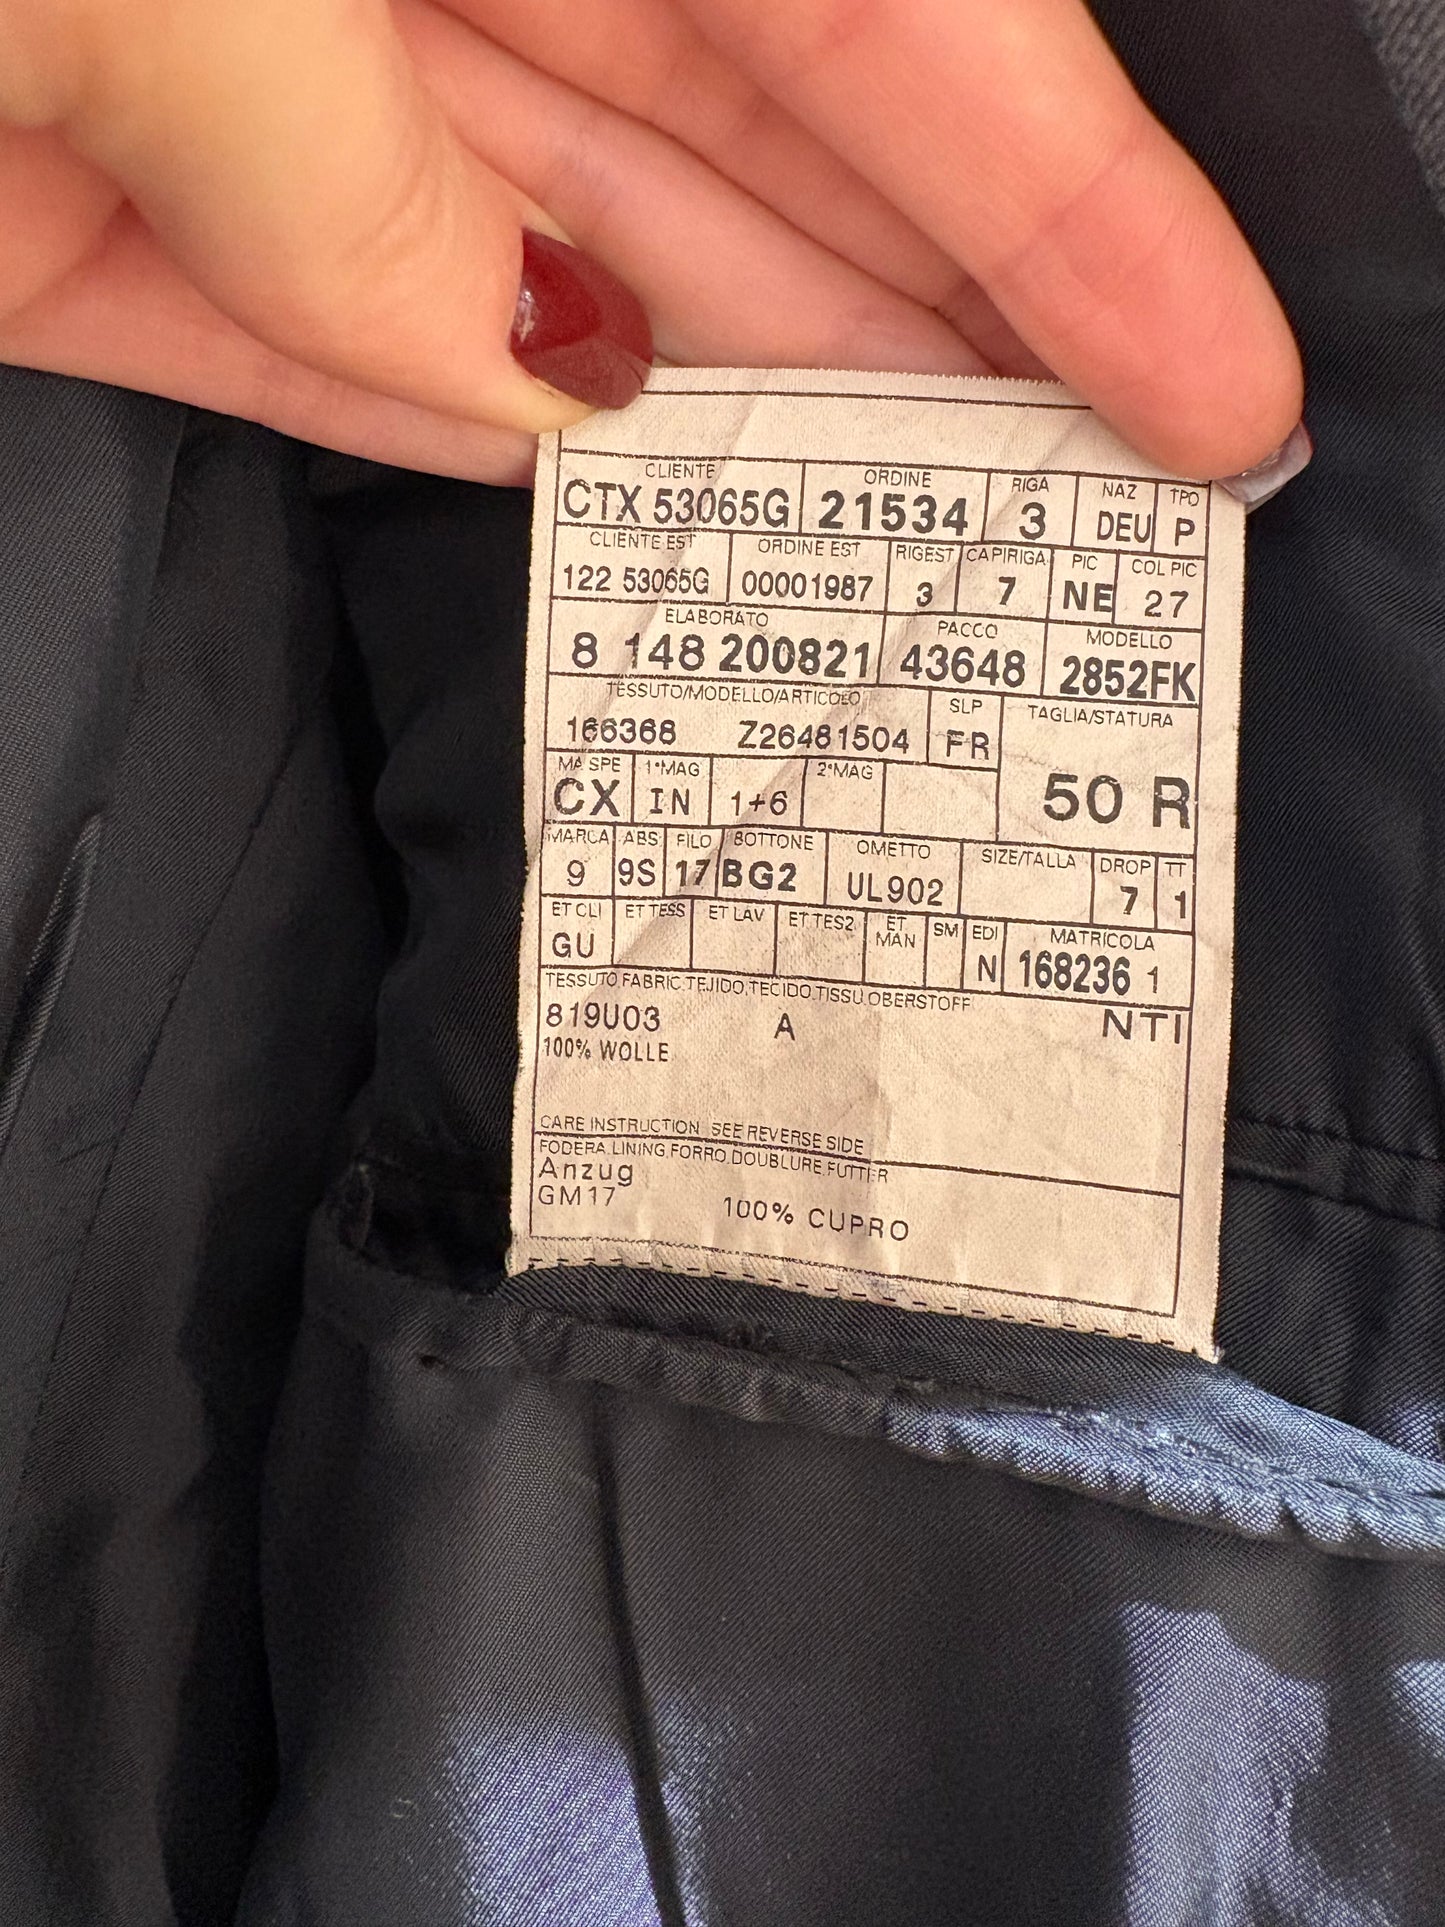 CLIENTE ORDINE RIGA NAZ TPO
CTX 53065G 21534 3 DEU P
CLIENTE EST ORDINE EST RIGEST CAPIRIGA PIC COL PIC
122 53065G 00001987 3 7 NE 27
ELABORATO PACCO MODELLO
8 148 200821 43648 2852FK
TESSUTO/MODELLO/ARTICOLO SLP TAGLIA/STATURA
166368 Z26481504 FR 50 R
MA SPE 1°MAG 2°MAG
CX IN 1+6
MARCA ABS FILO BOTTONE OMETTO SIZE/TALLA DROP TT
9 9S 17 BG2 UL902 7 1
ET CLI ET TESS ET LAV ET TES2 ET MAN SM EDI MATRICOLA
GU N 168236 1
TESSUTO,FABRIC,TEJIDO,TECIDO,TISSU,OBERSTOFF
819U03 A NTI
100% WOLLE
CARE INSTRUCTION SEE REVERSE SIDE
FODERA,LINING,FORRO,DOUBLURE,FUTTER
Anzug
GM17 100% CUPRO